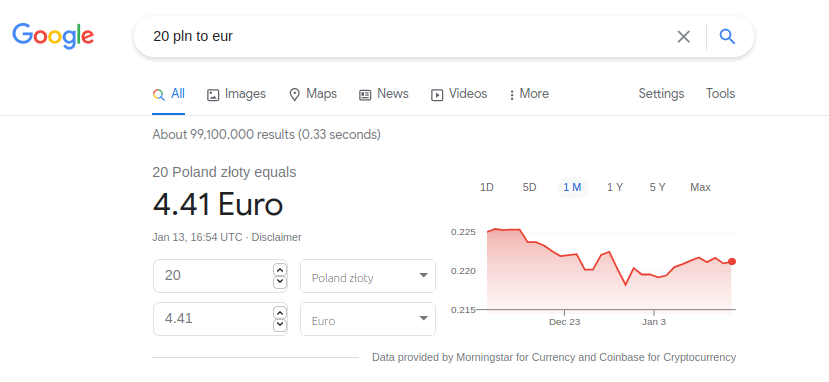 Google 20 pln to eur
All Images Maps News Videos More Settings Tools
About 99,100,000 results (0.33 seconds)
20 Poland złoty equals
4.41 Euro
Jan 13, 16:54 UTC · Disclaimer
20 Poland złoty
4.41 Euro
1D 5D 1 M 1 Y 5 Y Max
0.225
0.220
0.215
Dec 23 Jan 3
Data provided by Morningstar for Currency and Coinbase for Cryptocurrency